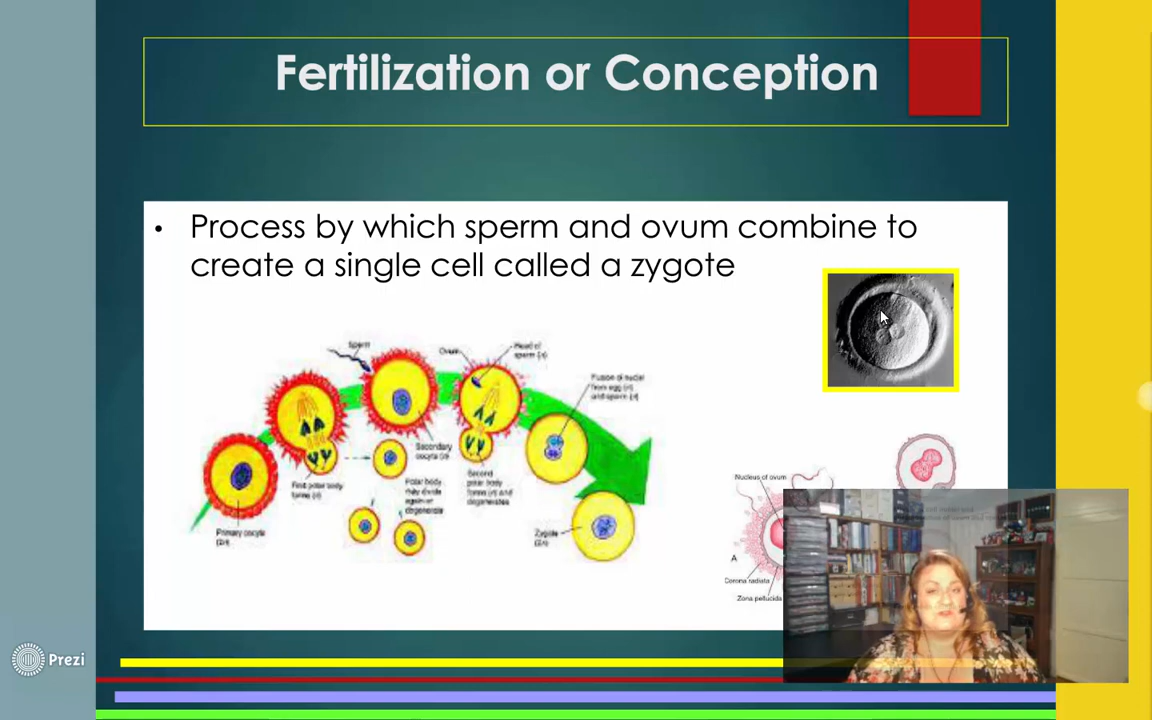 Fertilization or Conception
• Process by which sperm and ovum combine to
create a single cell called a zygote
Sperm
Ovum
Head of
sperm (n)
Fusion of nuclei
from egg (n)
and sperm (n)
Secondary
oocyte (n)
First polar body
forms (n)
Polar body
may divide
again or
degenerate
Second
polar body
forms (n) and
degenerates
Primary oocyte
(2n)
Zygote
(2n)
Nucleus of ovum
A
Corona radiata
Zona pellucida
Prezi